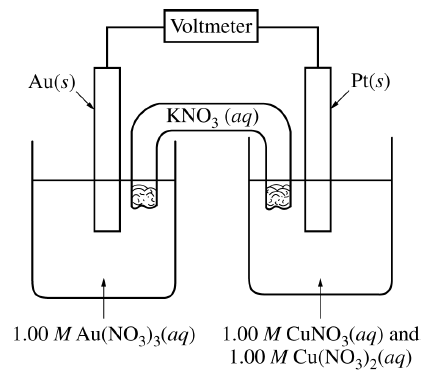 Voltmeter
Au(s)
Pt(s)
KNO₃ (aq)
1.00 M Au(NO₃)₃(aq)
1.00 M CuNO₃(aq) and
1.00 M Cu(NO₃)₂(aq)